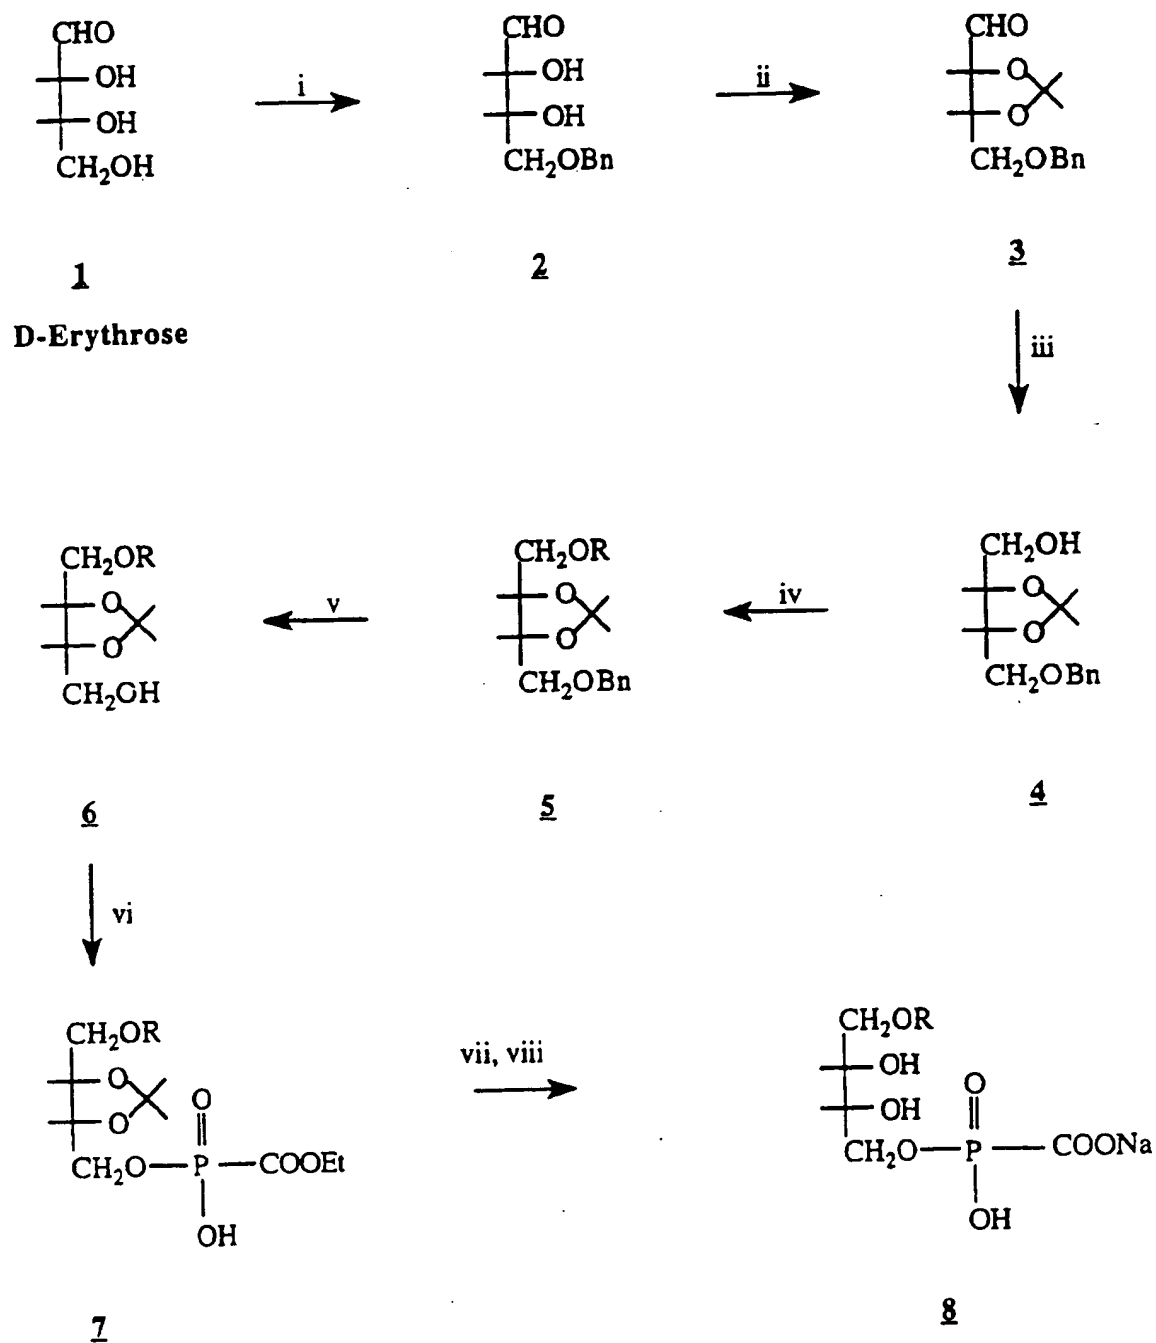 CHO
OH
OH
CH₂OH
1
D-Erythrose
i
CHO
OH
OH
CH₂OBn
2
ii
CHO
O
O
CH₂OBn
3
iii
CH₂OH
O
O
CH₂OBn
4
iv
CH₂OR
O
O
CH₂OBn
5
v
CH₂OR
O
O
CH₂OH
6
vi
CH₂OR
O
O
O
CH₂O P COOEt
OH
7
vii, viii
CH₂OR
OH
OH
O
CH₂O P COONa
OH
8